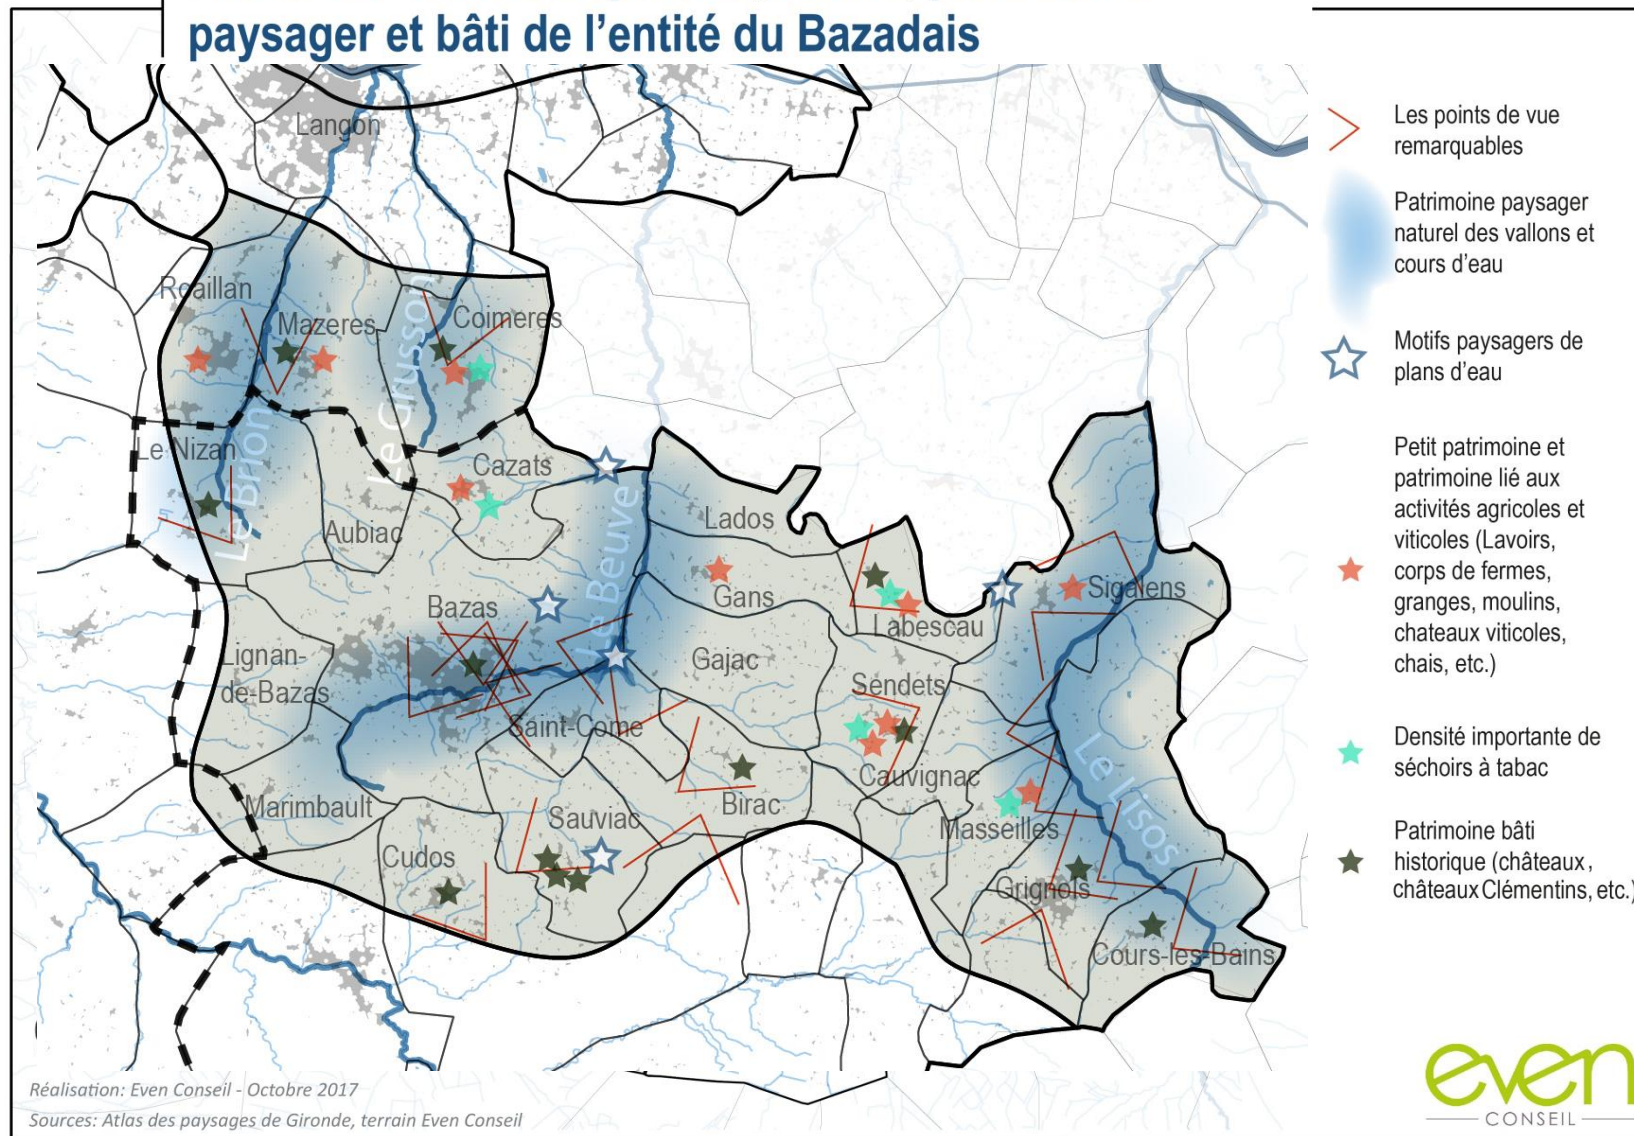 paysager et bâti de l'entité du Bazadais
Langon
Roaillan
Mazeres
Coimeres
Le Grusson
Le Nizan
Le Brion
Cazats
Aubiac
Le Beuve
Lados
Gans
Bazas
Labescau
Sigalens
Lignan-
de-Bazas
Gajac
Sendets
Saint-Come
Cauvignac
Le Lisos
Marimbault
Birac
Sauviac
Masseilles
Cudos
Grignols
Cours-les-Bains
Les points de vue
remarquables
Patrimoine paysager
naturel des vallons et
cours d'eau
Motifs paysagers de
plans d'eau
Petit patrimoine et
patrimoine lié aux
activités agricoles et
viticoles (Lavoirs,
corps de fermes,
granges, moulins,
chateaux viticoles,
chais, etc.)
Densité importante de
séchoirs à tabac
Patrimoine bâti
historique (châteaux,
châteaux Clémentins, etc.)
Réalisation: Even Conseil - Octobre 2017
Sources: Atlas des paysages de Gironde, terrain Even Conseil
even
CONSEIL